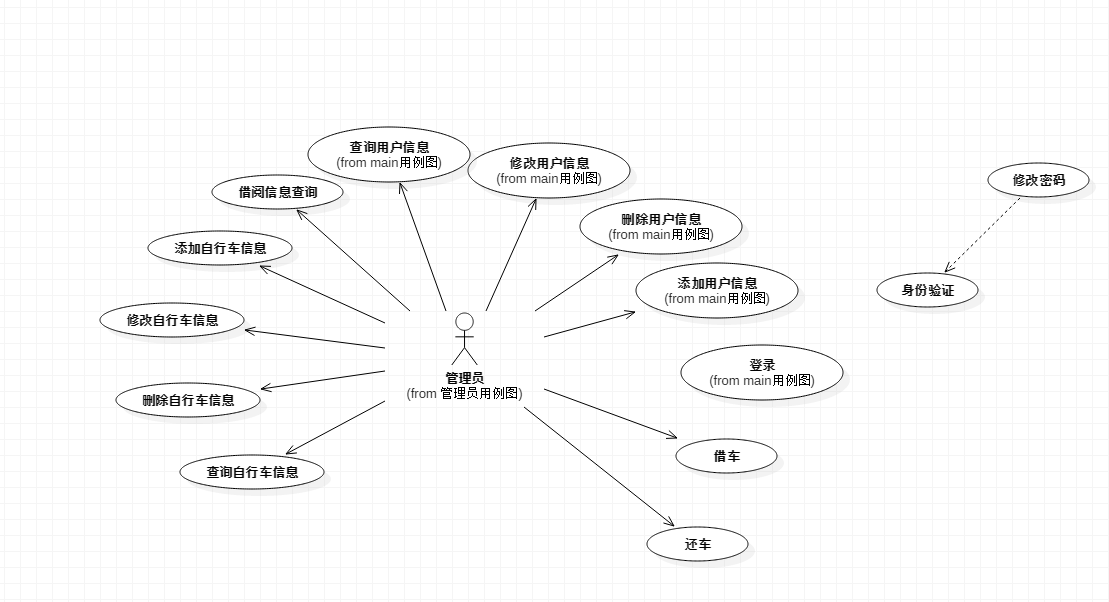 查询用户信息
(from main用例图)
修改用户信息
(from main用例图)
借阅信息查询
修改密码
删除用户信息
(from main用例图)
添加自行车信息
添加用户信息
(from main用例图)
身份验证
修改自行车信息
登录
(from main用例图)
管理员
(from 管理员用例图)
删除自行车信息
借车
查询自行车信息
还车